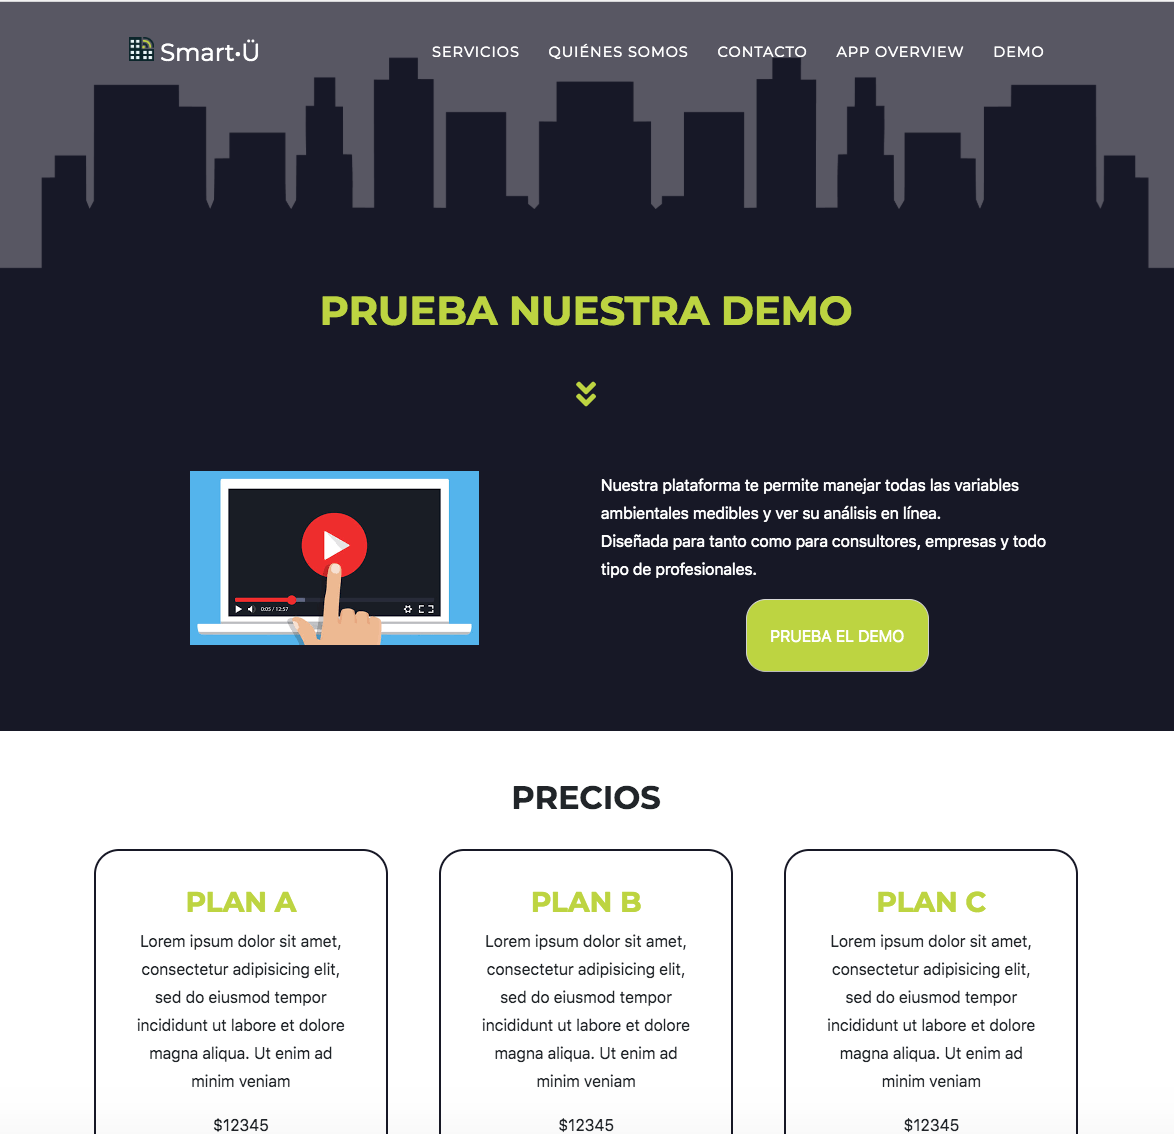 Smart·Ü
SERVICIOS QUIÉNES SOMOS CONTACTO APP OVERVIEW DEMO
PRUEBA NUESTRA DEMO
0:05 / 12:57
Nuestra plataforma te permite manejar todas las variables
ambientales medibles y ver su análisis en línea.
Diseñada para tanto como para consultores, empresas y todo
tipo de profesionales.
PRUEBA EL DEMO
PRECIOS
PLAN A
Lorem ipsum dolor sit amet,
consectetur adipisicing elit,
sed do eiusmod tempor
incididunt ut labore et dolore
magna aliqua. Ut enim ad
minim veniam
$12345
PLAN B
Lorem ipsum dolor sit amet,
consectetur adipisicing elit,
sed do eiusmod tempor
incididunt ut labore et dolore
magna aliqua. Ut enim ad
minim veniam
$12345
PLAN C
Lorem ipsum dolor sit amet,
consectetur adipisicing elit,
sed do eiusmod tempor
incididunt ut labore et dolore
magna aliqua. Ut enim ad
minim veniam
$12345